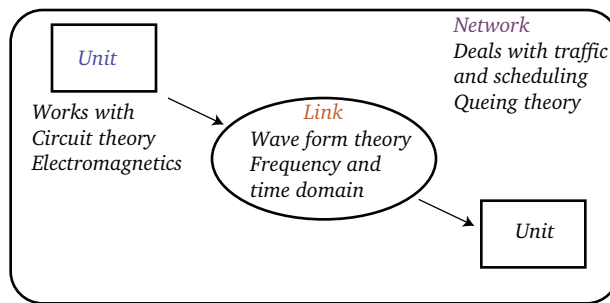 Unit
Works with
Circuit theory
Electromagnetics
Link
Wave form theory
Frequency and
time domain
Network
Deals with traffic
and scheduling
Queing theory
Unit